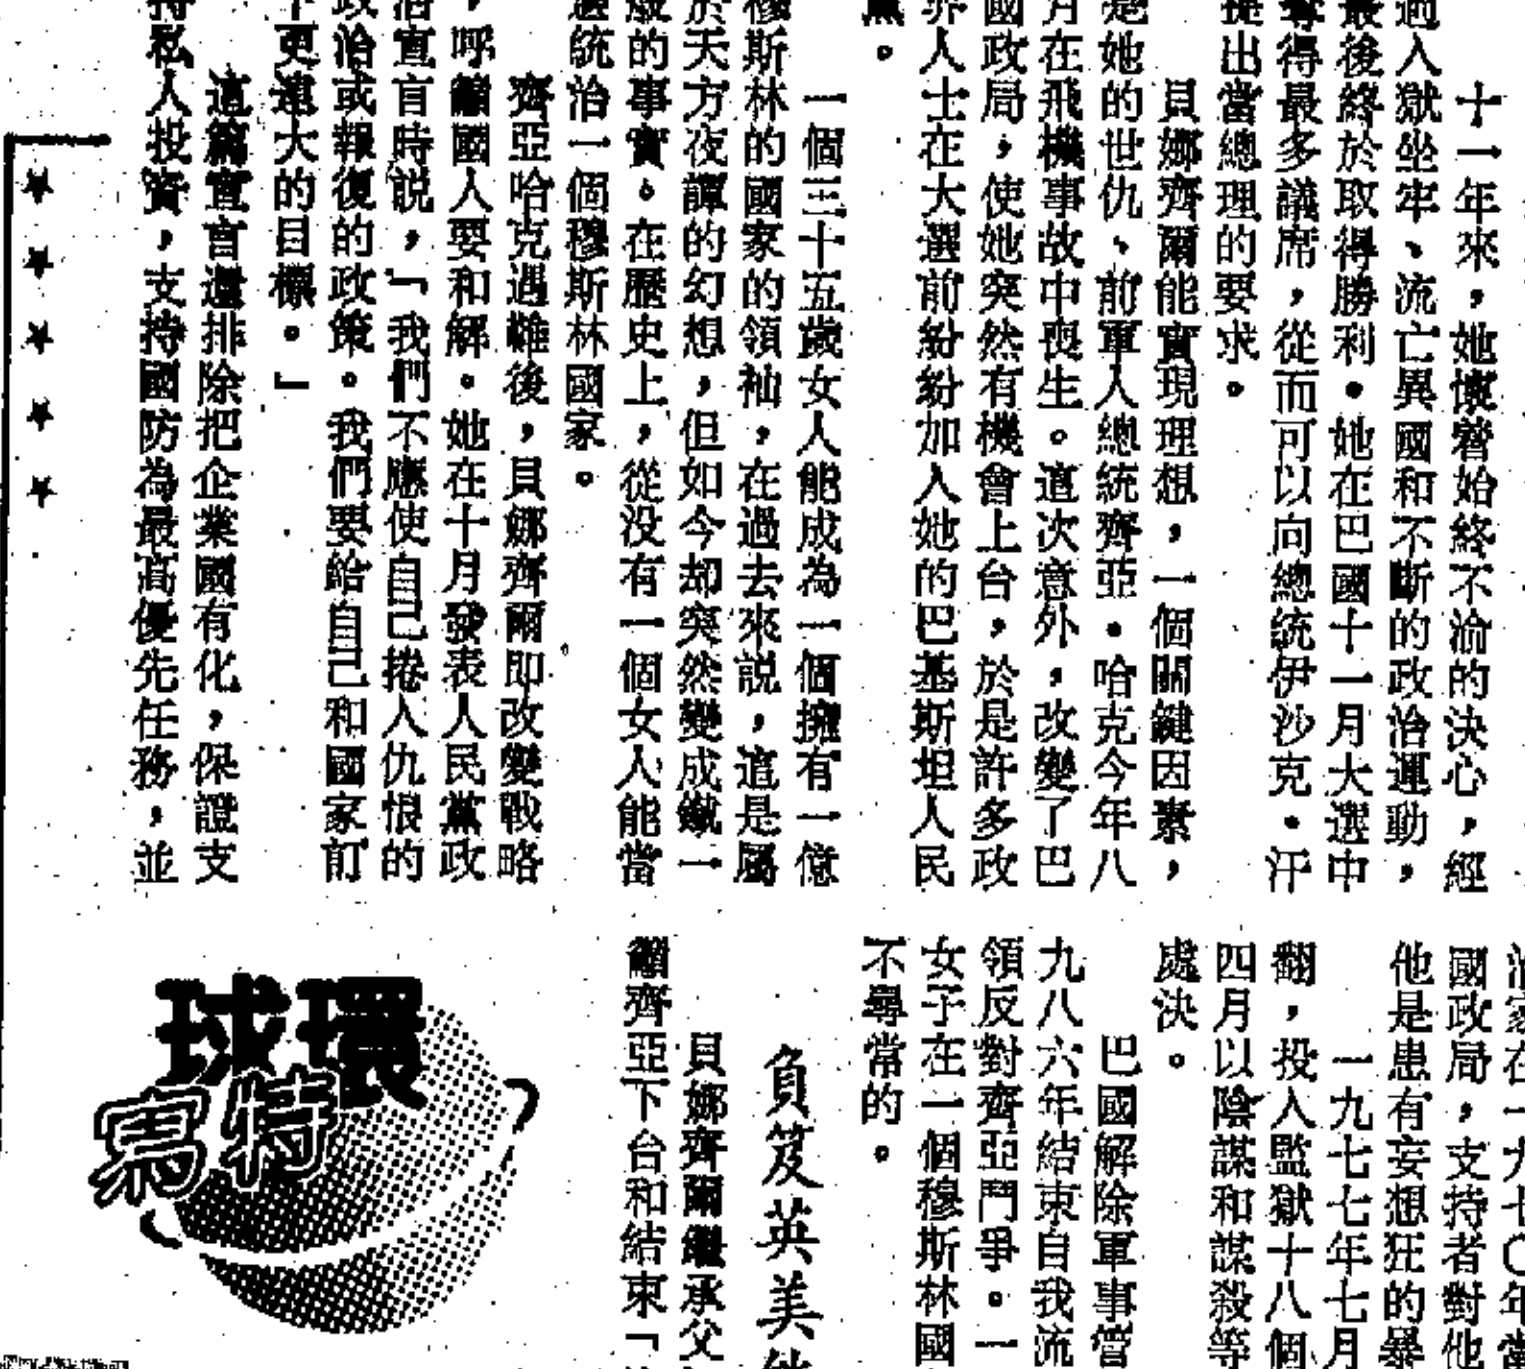 十一年來，她懷着始終不渝的決心，經
過入獄坐牢、流亡異國和不斷的政治運動，
最後終於取得勝利。她在巴國十一月大選中
奪得最多議席，從而可以向總統伊沙克·汗
提出當總理的要求。
貝娜齊爾能實現理想，一個關鍵因素，
是她的世仇、前軍人總統齊亞·哈克今年八
月在飛機事故中喪生。這次意外，改變了巴
國政局，使她突然有機會上台，於是許多政
界人士在大選前紛紛加入她的巴基斯坦人民
黨。
一個三十五歲女人能成為一個擁有一億
穆斯林的國家的領袖，在過去來說，這是屬
於天方夜譚的幻想，但如今却突然變成鐵一
般的事實。在歷史上，從没有一個女人能當
選統治一個穆斯林國家。
齊亞哈克遇難後，貝娜齊爾即改變戰略
，呼籲國人要和解。她在十月發表人民黨政
治宣言時說，「我們不應使自己捲入仇恨的
政治或報復的政策。我們要給自己和國家訂
下更遠大的目標。」
這篇宣言還排除把企業國有化，保證支
持私人投資，支持國防為最高優先任務，並
治家在一九七〇年當
國政局，支持者對他
他是患有妄想狂的暴
一九七七年七月
翻，投入監獄十八個
四月以陰謀和謀殺等
處決。
巴國解除軍事管
九八六年結束自我流
領反對齊亞鬥爭。一
女子在一個穆斯林國
不尋常的。
負笈英美
貝娜齊爾繼承父
籲齊亞下台和結束「
環球
特寫